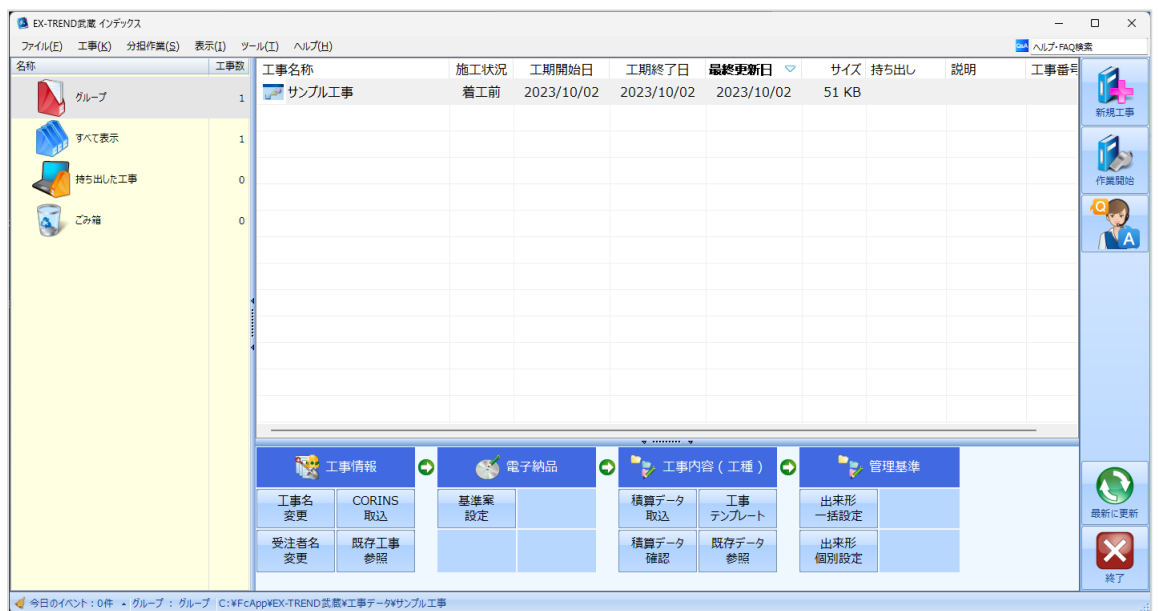 EX-TREND武蔵 インデックス
ファイル(F) 工事(K) 分担作業(S) 表示(I) ツール(T) ヘルプ(H)
Q&A ヘルプ・FAQ検索
名称 工事数
グループ 1
すべて表示 1
持ち出した工事 0
ごみ箱 0
工事名称 施工状況 工期開始日 工期終了日 最終更新日 サイズ 持ち出し 説明 工事番号
サンプル工事 着工前 2023/10/02 2023/10/02 2023/10/02 51 KB
新規工事
作業開始
Q A
工事情報 電子納品 工事内容 ( 工種 ) 管理基準
工事名
変更
CORINS
取込
基準案
設定
積算データ
取込
工事
テンプレート
出来形
一括設定
受注者名
変更
既存工事
参照
積算データ
確認
既存データ
参照
出来形
個別設定
最新に更新
終了
今日のイベント : 0件 グループ : グループ C:¥FcApp¥EX-TREND武蔵¥工事データ¥サンプル工事